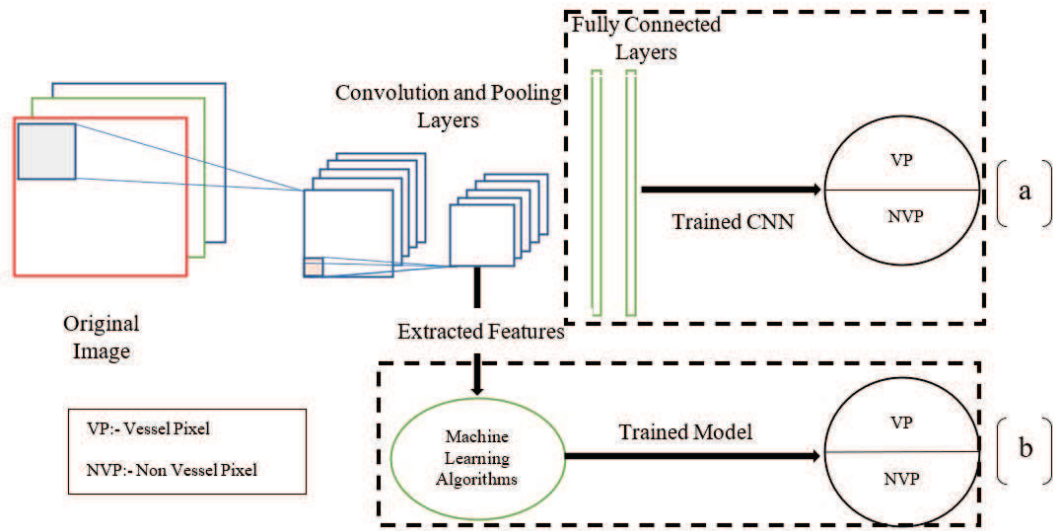 Fully Connected
Layers
Convolution and Pooling
Layers
VP
NVP
Trained CNN
a
Original
Image
Extracted Features
VP:- Vessel Pixel
NVP:- Non Vessel Pixel
Machine
Learning
Algorithms
Trained Model
VP
NVP
b